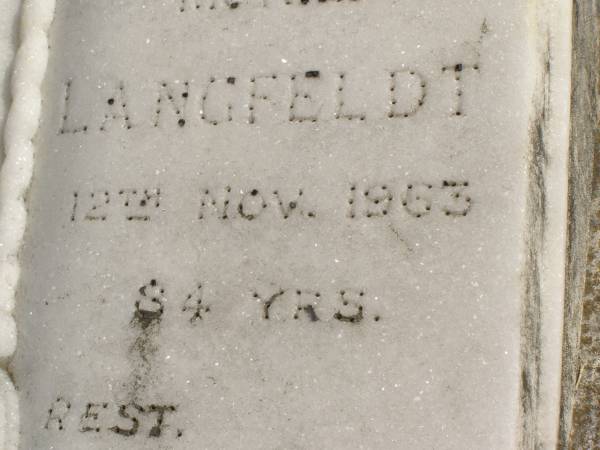 LANGFELDT
12TH NOV. 1963
84 YRS.
REST.